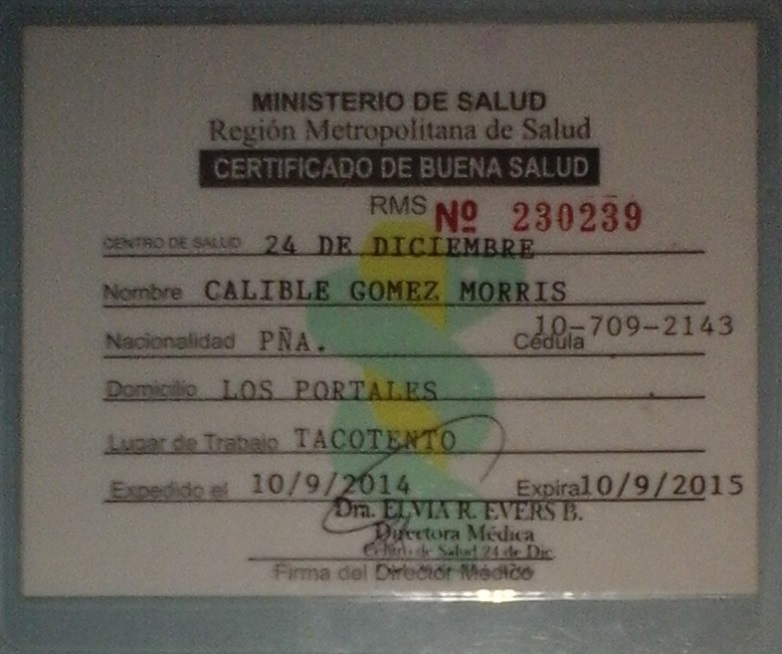 MINISTERIO DE SALUD
Región Metropolitana de Salud
CERTIFICADO DE BUENA SALUD
RMS Nº 230239
CENTRO DE SALUD 24 DE DICIEMBRE
Nombre CALIBLE GOMEZ MORRIS
Nacionalidad PÑA. Cédula 10-709-2143
Domicilio LOS PORTALES
Lugar de Trabajo TACOTENTO
Expedido el 10/9/2014 Expira 10/9/2015
Dra. ELVIA R. EVERS B.
Directora Médica
Centro de Salud 24 de Dic.
Firma del Director Médico